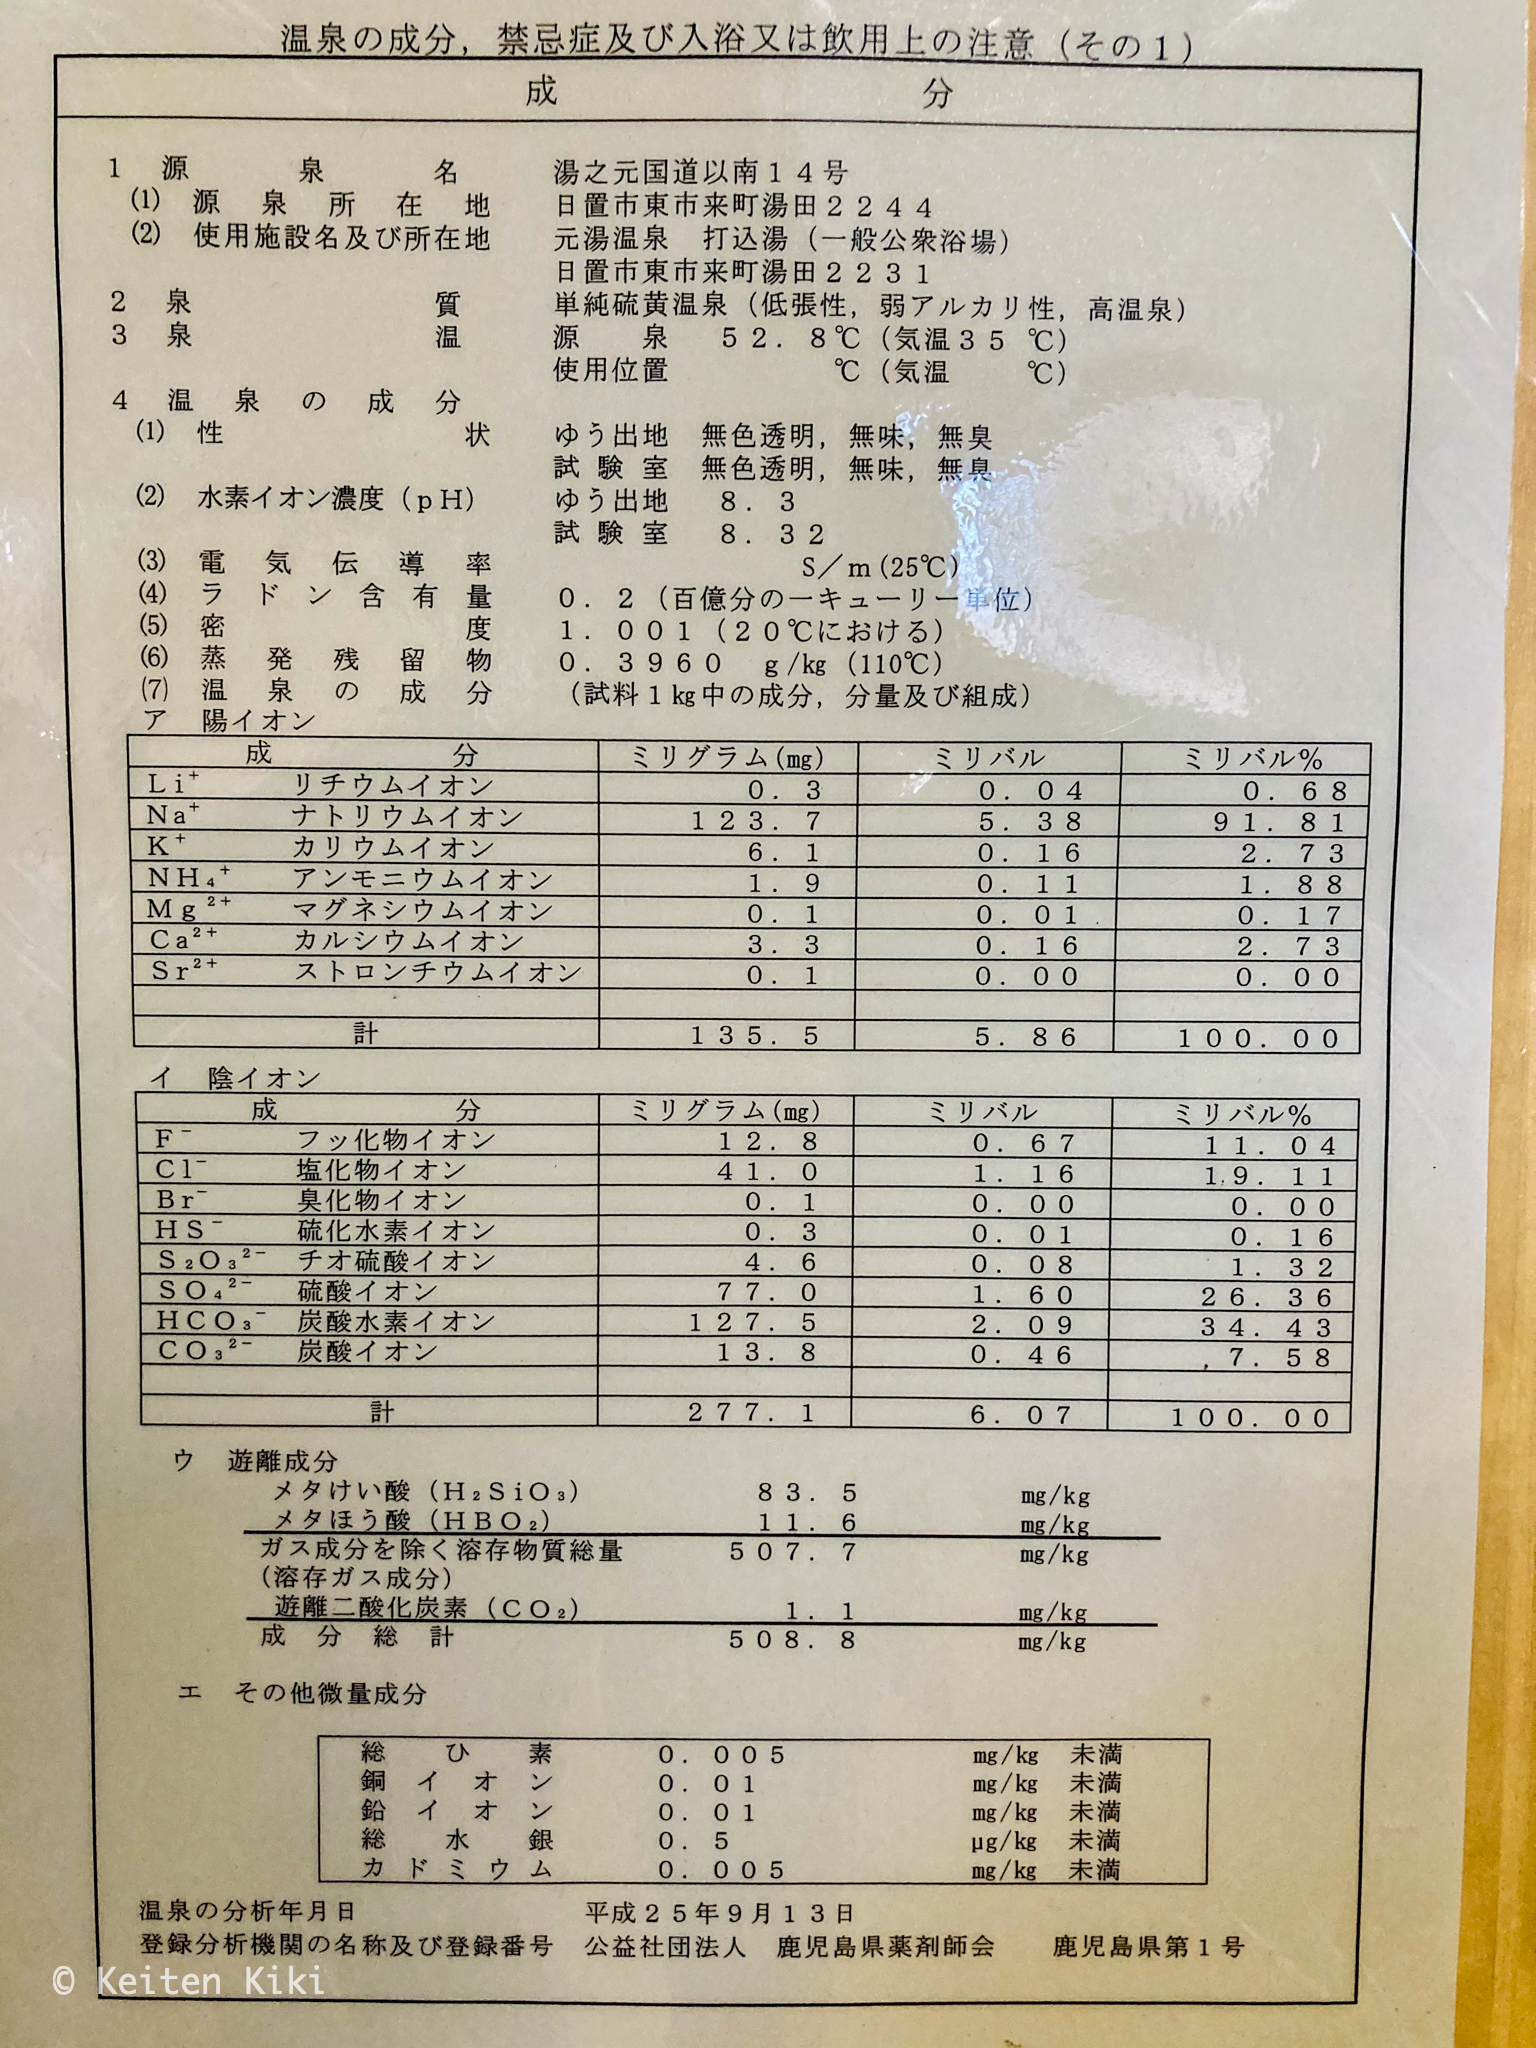 温泉の成分，禁忌症及び入浴又は飲用上の注意（その１）
成 分
１ 源泉名 湯之元国道以南１４号
⑴ 源泉所在地 日置市東市来町湯田２２４４
⑵ 使用施設名及び所在地 元湯温泉 打込湯（一般公衆浴場）
日置市東市来町湯田２２３１
２ 泉質 単純硫黄温泉（低張性，弱アルカリ性，高温泉）
３ 泉温 源泉 ５２．８℃（気温３５ ℃）
使用位置 ℃（気温 ℃）
４ 温泉の成分
⑴ 性状 ゆう出地 無色透明，無味，無臭
試験室 無色透明，無味，無臭
⑵ 水素イオン濃度（ｐＨ） ゆう出地 ８．３
試験室 ８．３２
⑶ 電気伝導率 S／m (25℃)
⑷ ラドン含有量 ０．２（百億分の一キューリー単位）
⑸ 密度 １．００１（２０℃における）
⑹ 蒸発残留物 ０．３９６０ ｇ/㎏（110℃）
⑺ 温泉の成分 （試料１㎏中の成分，分量及び組成）
ア 陽イオン
成 分 ミリグラム(㎎) ミリバル ミリバル％
Li⁺ リチウムイオン ０．３ ０．０４ ０．６８
Na⁺ ナトリウムイオン １２３．７ ５．３８ ９１．８１
K⁺ カリウムイオン ６．１ ０．１６ ２．７３
NH₄⁺ アンモニウムイオン １．９ ０．１１ １．８８
Mg²⁺ マグネシウムイオン ０．１ ０．０１ ０．１７
Ca²⁺ カルシウムイオン ３．３ ０．１６ ２．７３
Sr²⁺ ストロンチウムイオン ０．１ ０．００ ０．００
計 １３５．５ ５．８６ １００．００
イ 陰イオン
成 分 ミリグラム(㎎) ミリバル ミリバル％
F⁻ フッ化物イオン １２．８ ０．６７ １１．０４
Cl⁻ 塩化物イオン ４１．０ １．１６ １９．１１
Br⁻ 臭化物イオン ０．１ ０．００ ０．００
HS⁻ 硫化水素イオン ０．３ ０．０１ ０．１６
S₂O₃²⁻ チオ硫酸イオン ４．６ ０．０８ １．３２
SO₄²⁻ 硫酸イオン ７７．０ １．６０ ２６．３６
HCO₃⁻ 炭酸水素イオン １２７．５ ２．０９ ３４．４３
CO₃²⁻ 炭酸イオン １３．８ ０．４６ ７．５８
計 ２７７．１ ６．０７ １００．００
ウ 遊離成分
メタけい酸（H₂SiO₃） ８３．５ mg/kg
メタほう酸（HBO₂） １１．６ mg/kg
ガス成分を除く溶存物質総量 ５０７．７ mg/kg
（溶存ガス成分）
遊離二酸化炭素（CO₂） １．１ mg/kg
成分総計 ５０８．８ mg/kg
エ その他微量成分
総ひ素 ０．００５ mg/kg 未満
銅イオン ０．０１ mg/kg 未満
鉛イオン ０．０１ mg/kg 未満
総水銀 ０．５ μg/kg 未満
カドミウム ０．００５ mg/kg 未満
温泉の分析年月日 平成２５年９月１３日
登録分析機関の名称及び登録番号 公益社団法人 鹿児島県薬剤師会 鹿児島県第１号
© Keiten Kiki